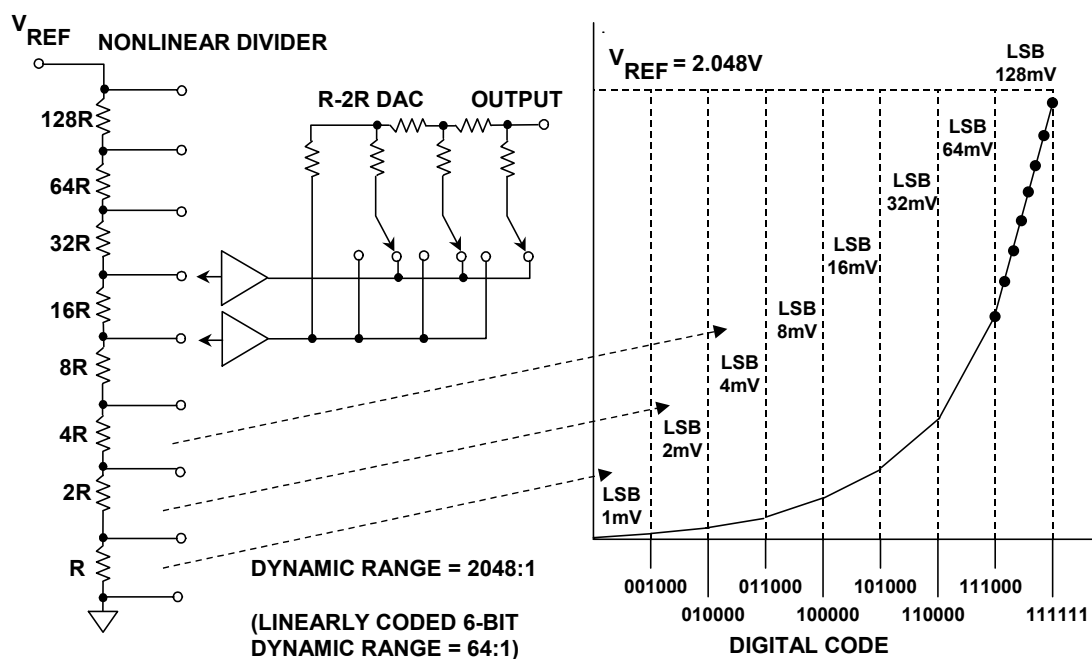 VREF
NONLINEAR DIVIDER
128R
64R
32R
16R
8R
4R
2R
R
R-2R DAC
OUTPUT
DYNAMIC RANGE = 2048:1
(LINEARLY CODED 6-BIT
DYNAMIC RANGE = 64:1)
VREF = 2.048V
LSB
128mV
LSB
64mV
LSB
32mV
LSB
16mV
LSB
8mV
LSB
4mV
LSB
2mV
LSB
1mV
001000
011000
101000
111000
010000
100000
110000
111111
DIGITAL CODE